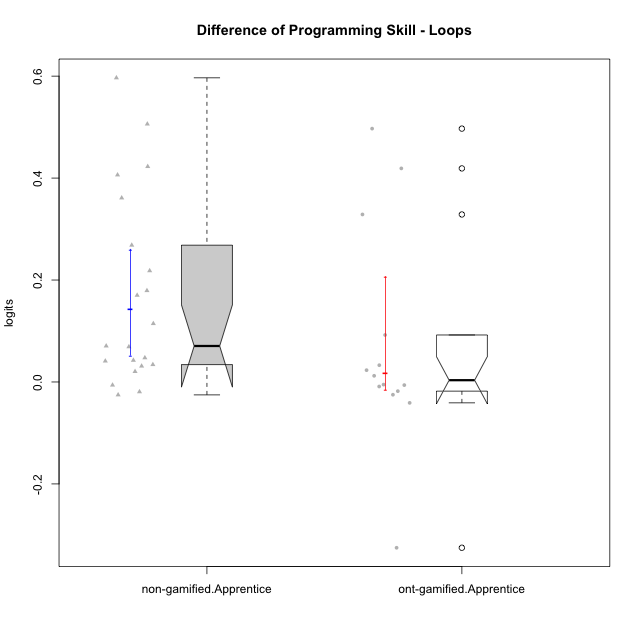 Difference of Programming Skill - Loops
0.6
0.4
0.2
0.0
-0.2
logits
non-gamified.Apprentice
ont-gamified.Apprentice